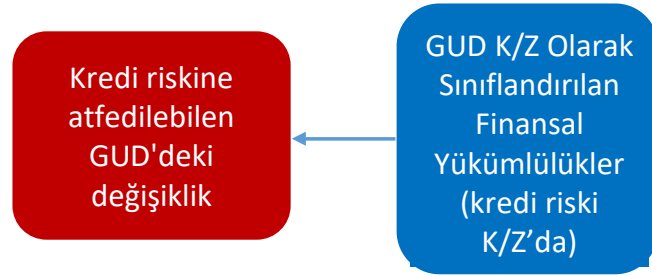 Kredi riskine
atfedilebilen
GUD'deki
değişiklik
GUD K/Z Olarak
Sınıflandırılan
Finansal
Yükümlülükler
(kredi riski
K/Z’da)